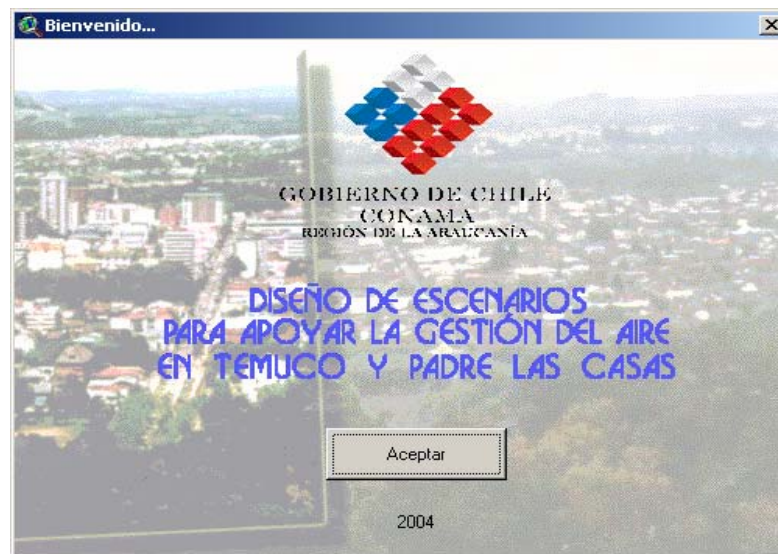 Bienvenido...
GOBIERNO DE CHILE
CONAMA
REGIÓN DE LA ARAUCANÍA
DISEÑO DE ESCENARIOS
PARA APOYAR LA GESTIÓN DEL AIRE
EN TEMUCO Y PADRE LAS CASAS
Aceptar
2004